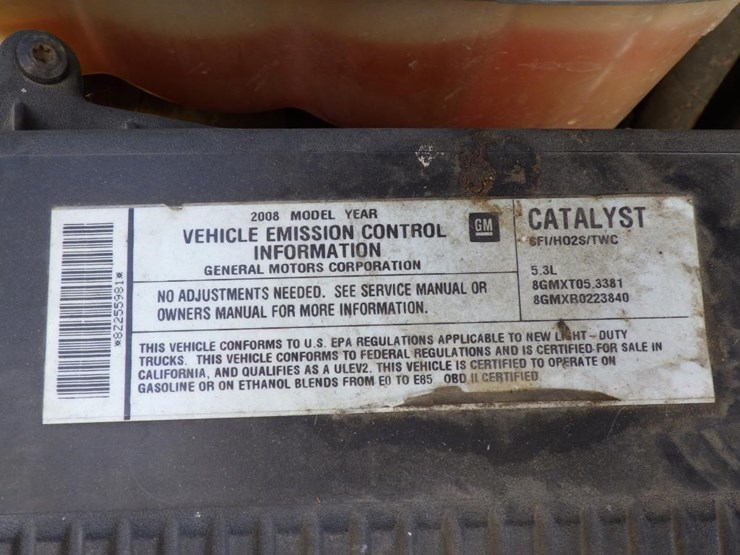 *82255981*
2008 MODEL YEAR
VEHICLE EMISSION CONTROL
INFORMATION
GENERAL MOTORS CORPORATION
GM
NO ADJUSTMENTS NEEDED. SEE SERVICE MANUAL OR
OWNERS MANUAL FOR MORE INFORMATION.
CATALYST
SFI/HO2S/TWC
5.3L
8GMXT05.3381
8GMXR0223840
THIS VEHICLE CONFORMS TO U.S. EPA REGULATIONS APPLICABLE TO NEW LIGHT-DUTY
TRUCKS. THIS VEHICLE CONFORMS TO FEDERAL REGULATIONS AND IS CERTIFIED FOR SALE IN
CALIFORNIA, AND QUALIFIES AS A ULEV2. THIS VEHICLE IS CERTIFIED TO OPERATE ON
GASOLINE OR ON ETHANOL BLENDS FROM E0 TO E85 OBD II CERTIFIED